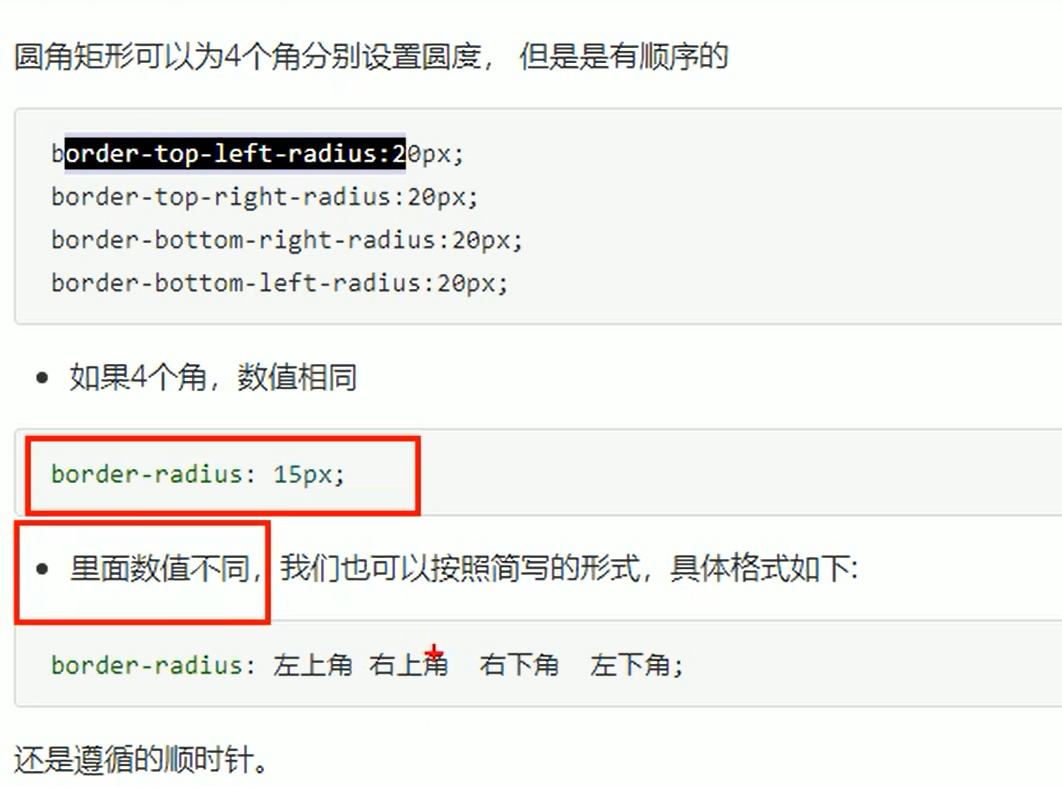 圆角矩形可以为4个角分别设置圆度， 但是是有顺序的
border-top-left-radius:20px;
border-top-right-radius:20px;
border-bottom-right-radius:20px;
border-bottom-left-radius:20px;
• 如果4个角，数值相同
border-radius: 15px;
• 里面数值不同，我们也可以按照简写的形式，具体格式如下:
border-radius: 左上角 右上角  右下角  左下角;
还是遵循的顺时针。